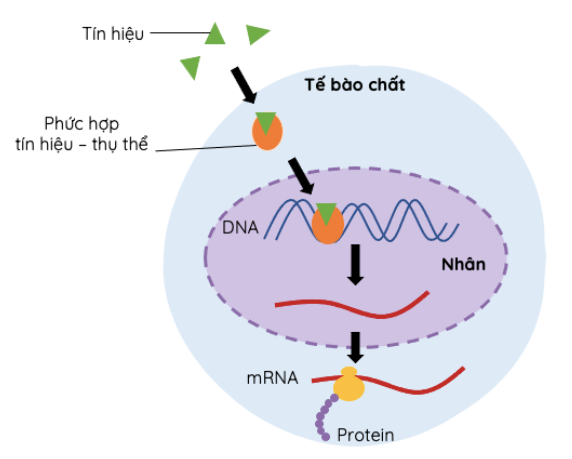 Tín hiệu
Tế bào chất
Phức hợp
tín hiệu – thụ thể
DNA
Nhân
mRNA
Protein